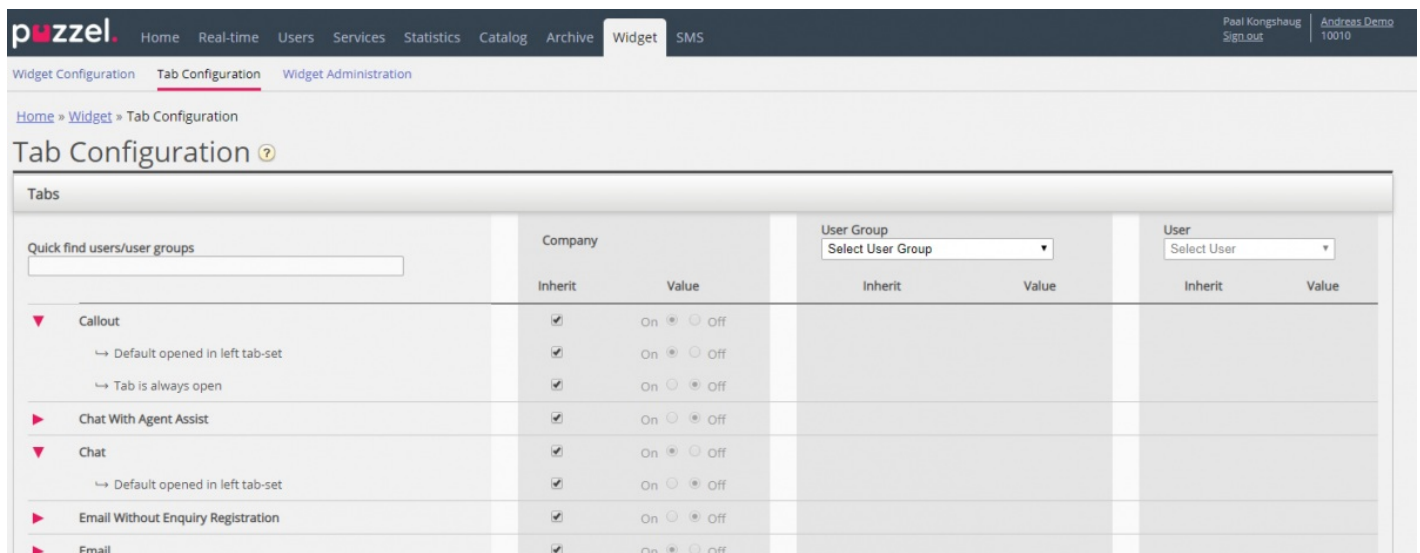 puzzel. Home Real-time Users Services Statistics Catalog Archive Widget SMS
Paal Kongshaug Andreas Demo
Sign out 10010
Widget Configuration Tab Configuration Widget Administration
Home » Widget » Tab Configuration
Tab Configuration ?
Tabs
Quick find users/user groups
Company
User Group
Select User Group
User
Select User
Inherit Value Inherit Value Inherit Value
Callout On Off
↪ Default opened in left tab-set On Off
↪ Tab is always open On Off
Chat With Agent Assist On Off
Chat On Off
↪ Default opened in left tab-set On Off
Email Without Enquiry Registration On Off
Email On Off